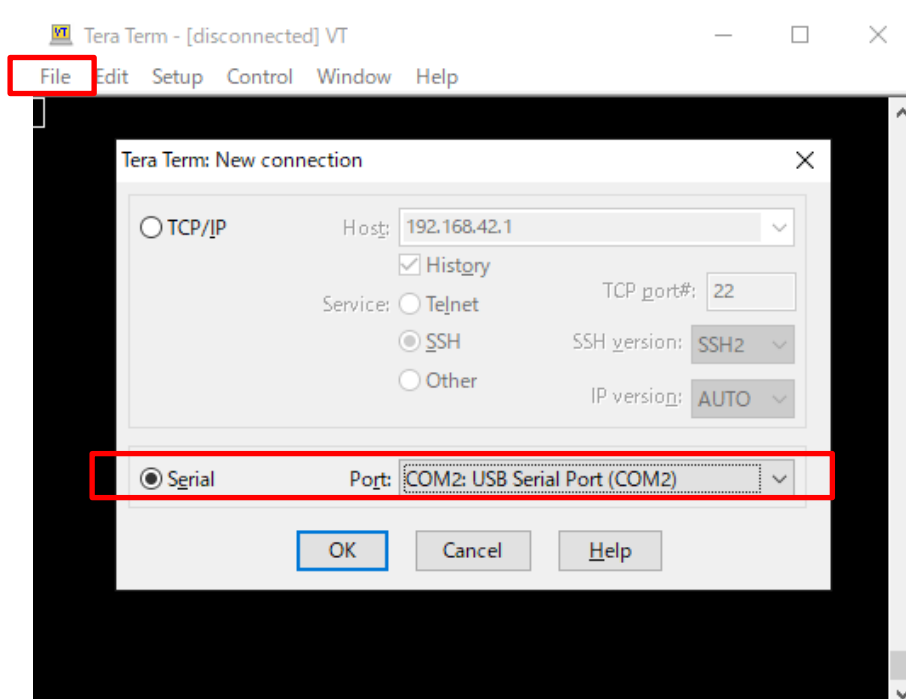 Tera Term - [disconnected] VT
File Edit Setup Control Window Help
Tera Term: New connection
TCP/IP Host: 192.168.42.1
History
Service: Telnet TCP port#: 22
SSH SSH version: SSH2
Other IP version: AUTO
Serial Port: COM2: USB Serial Port (COM2)
OK Cancel Help